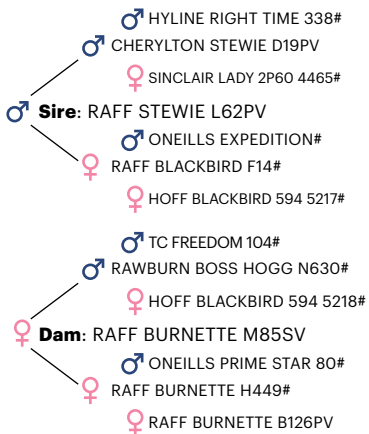 HYLINE RIGHT TIME 338#
CHERYLTON STEWIE D19PV
SINCLAIR LADY 2P60 4465#
Sire: RAFF STEWIE L62PV
ONEILLS EXPEDITION#
RAFF BLACKBIRD F14#
HOFF BLACKBIRD 594 5217#
TC FREEDOM 104#
RAWBURN BOSS HOGG N630#
HOFF BLACKBIRD 594 5218#
Dam: RAFF BURNETTE M85SV
ONEILLS PRIME STAR 80#
RAFF BURNETTE H449#
RAFF BURNETTE B126PV